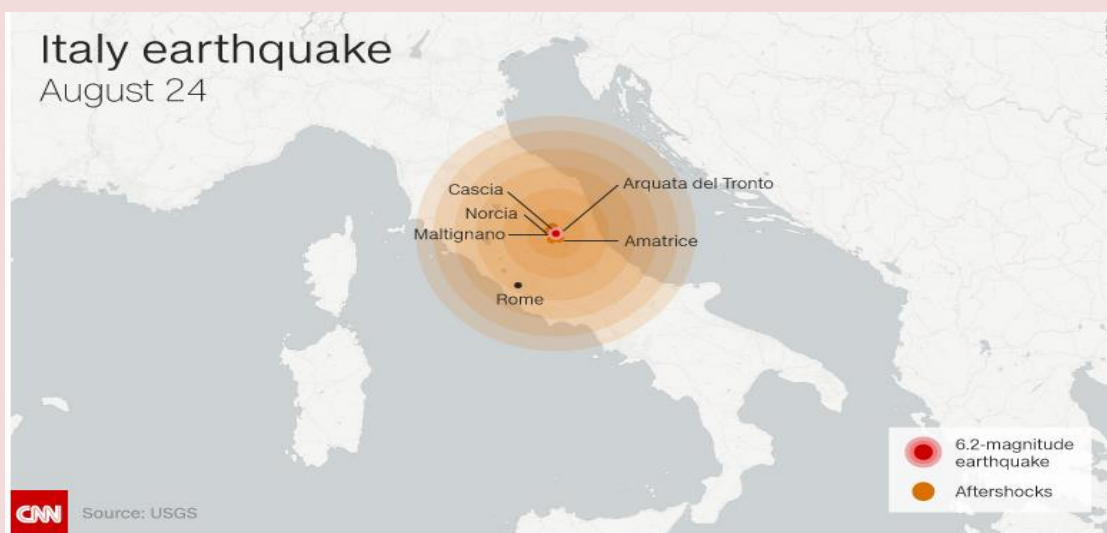 Italy earthquake
August 24
Cascia
Arquata del Tronto
Norcia
Maltignano
Amatrice
Rome
6.2-magnitude
earthquake
Aftershocks
CNN
Source: USGS